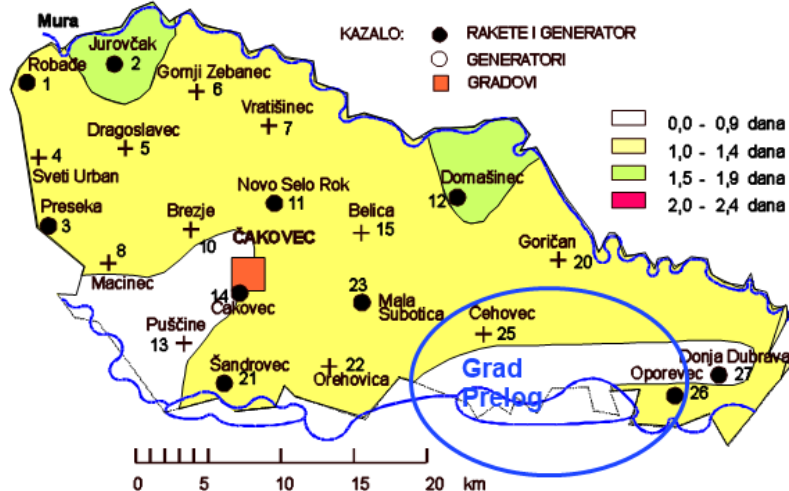 Mura
KAZALO:
RAKETE I GENERATOR
GENERATORI
GRADOVI
0,0 - 0,9 dana
1,0 - 1,4 dana
1,5 - 1,9 dana
2,0 - 2,4 dana
Jurovčak
2
Robađe
1
Gornji Zebanec
6
Vratišinec
7
Dragoslavec
5
4
Sveti Urban
Domašinec
12
Novo Selo Rok
11
Preseka
3
Brezje
10
Belica
15
ČAKOVEC
Goričan
20
8
Macinec
14
Čakovec
23
Mala
Subotica
Čehovec
25
Puščine
13
Šandrovec
21
22
Orehovica
Grad
Prelog
Donja Dubrava
27
Oporevec
26
0 5 10 15 20 km